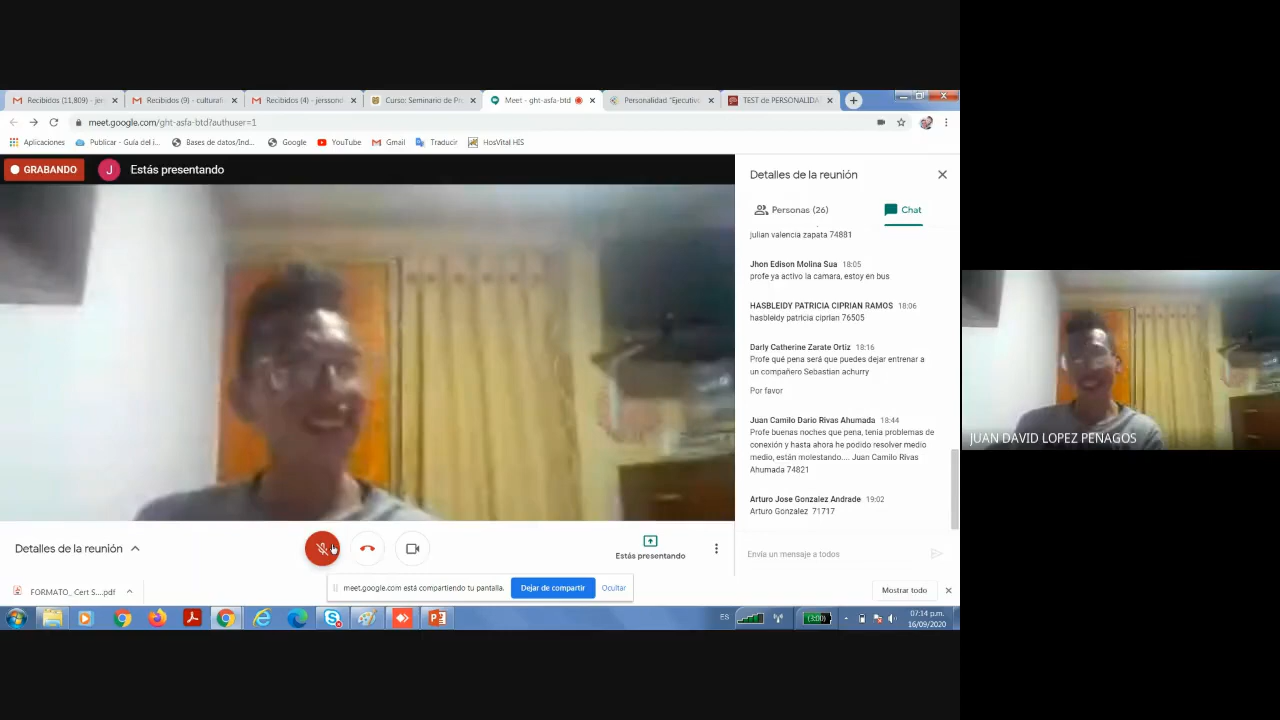 Recibidos (11,809) - jer
Recibidos (9) - cultural
Recibidos (4) - jerssono
Curso: Seminario de Pro
Meet - ght-asfa-btd
Personalidad "Ejecutivo
TEST de PERSONALIDA
meet.google.com/ght-asfa-btd?authuser=1
Aplicaciones
Publicar - Guía del i...
Bases de datos/Ind...
Google
YouTube
Gmail
Traducir
HosVital HIS
GRABANDO
J
Estás presentando
Detalles de la reunión
Personas (26)
Chat
julian valencia zapata 74881
Jhon Edison Molina Sua 18:05
profe ya activo la camara, estoy en bus
HASBLEIDY PATRICIA CIPRIAN RAMOS 18:06
hasbleidy patricia ciprian 76505
Darly Catherine Zarate Ortiz 18:16
Profe qué pena será que puedes dejar entrenar a
un compañero Sebastian achurry
Por favor
Juan Camilo Dario Rivas Ahumada 18:44
Profe buenas noches que pena, tenia problemas de
conexión y hasta ahora he podido resolver medio
medio, están molestando.... Juan Camilo Rivas
Ahumada 74821
Arturo Jose Gonzalez Andrade 19:02
Arturo Gonzalez 71717
Envía un mensaje a todos
JUAN DAVID LOPEZ PENAGOS
Detalles de la reunión
Estás presentando
meet.google.com está compartiendo tu pantalla.
Dejar de compartir
Ocultar
FORMATO_ Cert S....pdf
Mostrar todo
ES
(3:00)
07:14 p.m.
16/09/2020